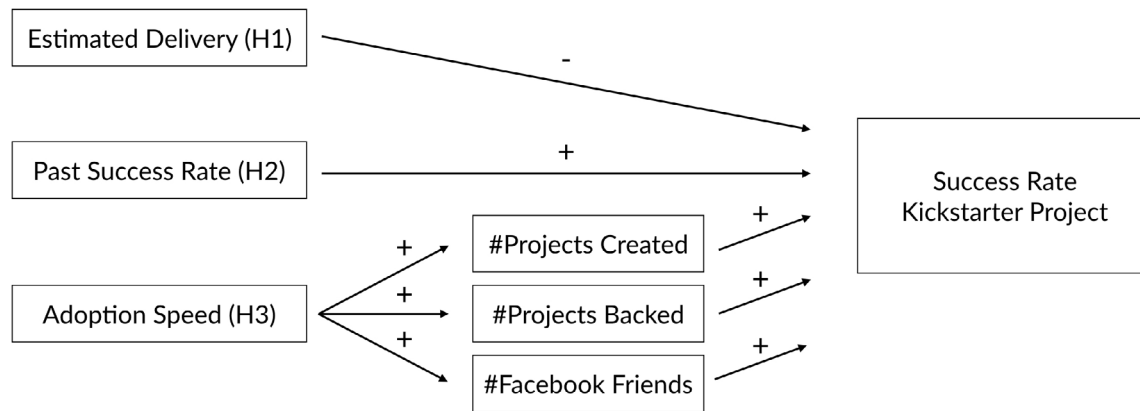 Estimated Delivery (H1)
-
Past Success Rate (H2)
+
Success Rate
Kickstarter Project
+
#Projects Created
+
Adoption Speed (H3)
+
#Projects Backed
+
+
#Facebook Friends
+